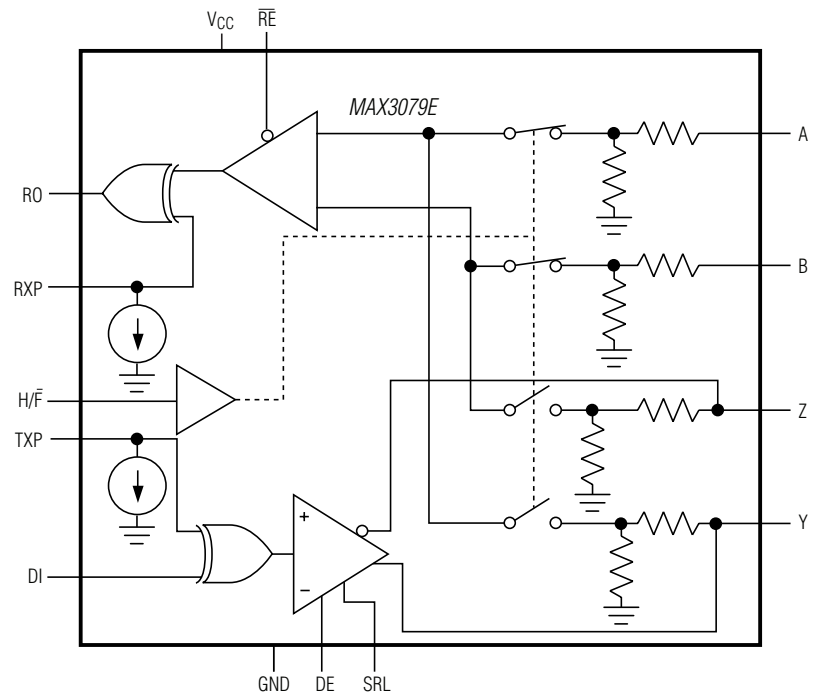 VCC
RE
MAX3079E
A
RO
B
RXP
H/F
Z
TXP
+
Y
DI
−
GND
DE
SRL